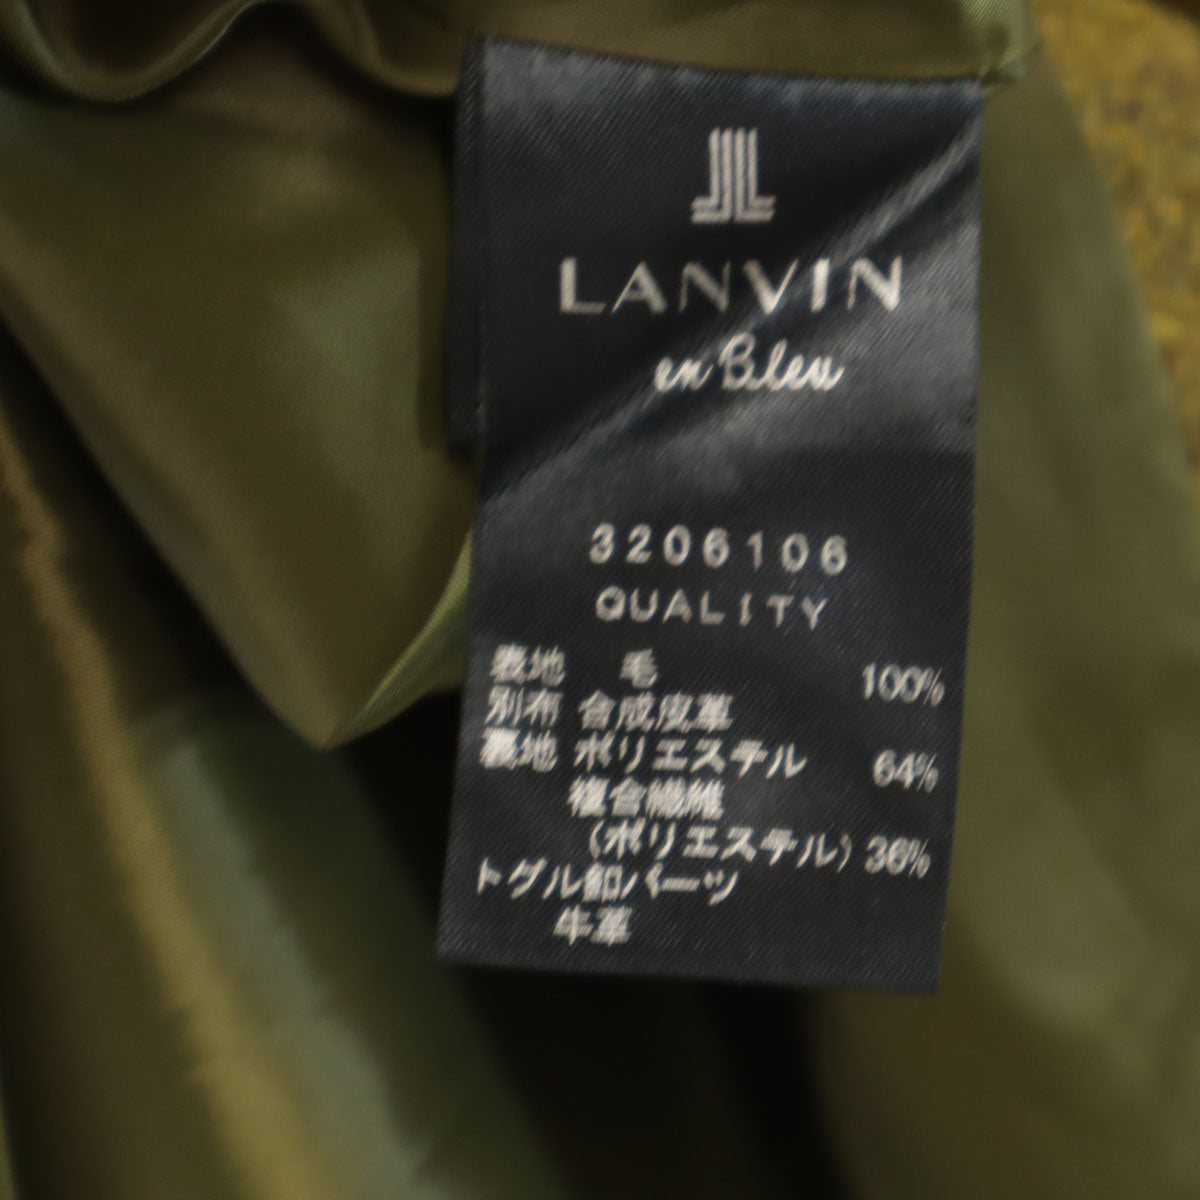 LANVIN
en Bleu
3206106
QUALITY
表地 毛 100%
別布 合成皮革
裏地 ポリエステル 64%
複合繊維
(ポリエステル) 36%
トグル釦パーツ
牛革